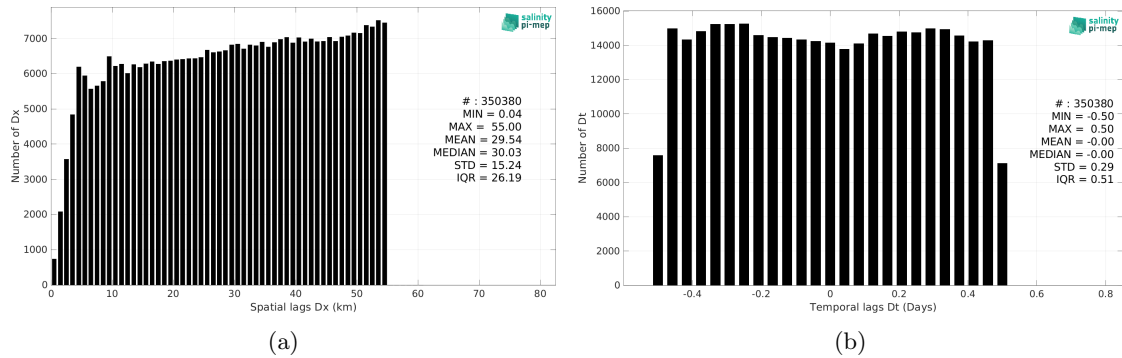 8000
7000
6000
5000
4000
3000
2000
1000
0
Number of Dx
0 10 20 30 40 50 60 70 80
Spatial lags Dx (km)
salinity
pi-mep
# : 350380
MIN = 0.04
MAX = 55.00
MEAN = 29.54
MEDIAN = 30.03
STD = 15.24
IQR = 26.19
(a)
16000
14000
12000
10000
8000
6000
4000
2000
0
Number of Dt
-0.4 -0.2 0 0.2 0.4 0.6 0.8
Temporal lags Dt (Days)
salinity
pi-mep
# : 350380
MIN = -0.50
MAX = 0.50
MEAN = -0.00
MEDIAN = -0.00
STD = 0.29
IQR = 0.51
(b)